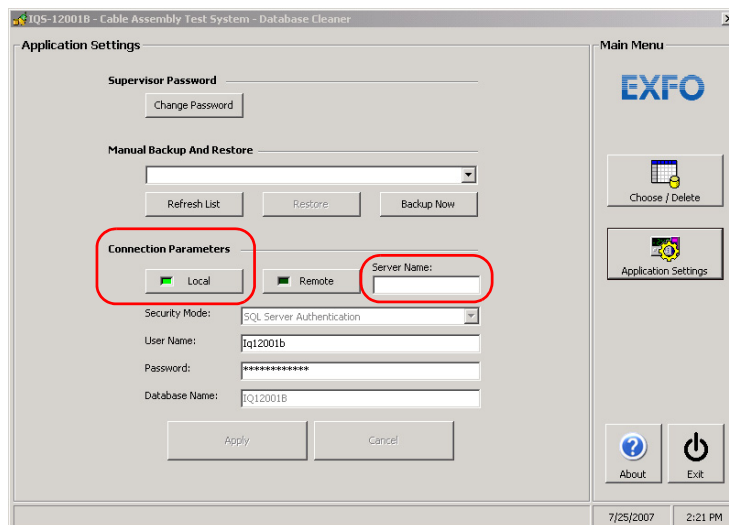 IQS-12001B - Cable Assembly Test System - Database Cleaner
Application Settings
Supervisor Password
Change Password
Manual Backup And Restore
Refresh List
Restore
Backup Now
Connection Parameters
Local
Remote
Server Name:
Security Mode:
SQL Server Authentication
User Name:
Iq12001b
Password:
************
Database Name:
IQ12001B
Apply
Cancel
Main Menu
EXFO
Choose / Delete
Application Settings
About
Exit
7/25/2007
2:21 PM